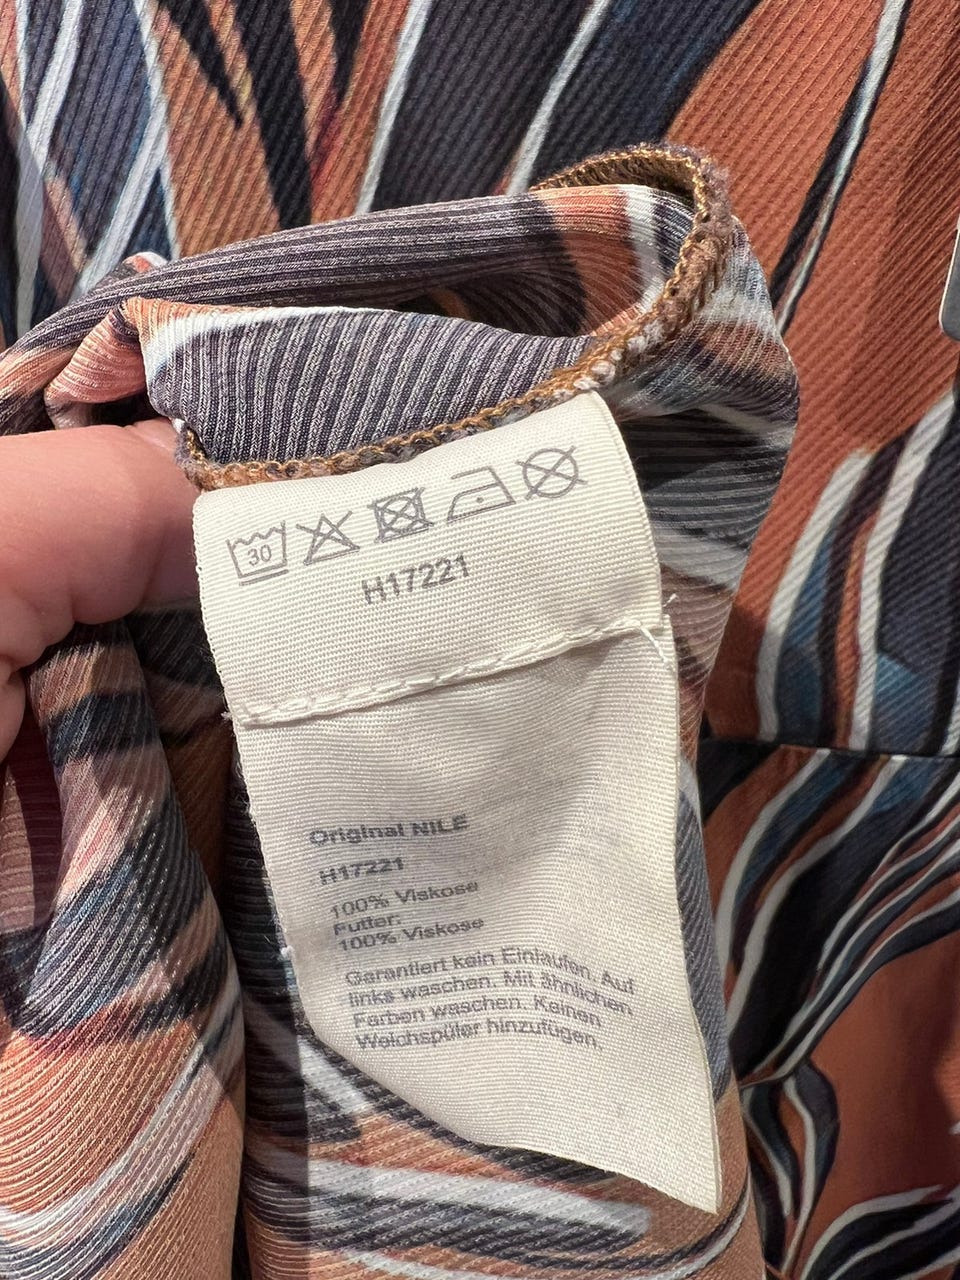 30
H17221
Original NILE
H17221
100% Viskose
Futter:
100% Viskose
Garantiert kein Einlaufen. Auf
links waschen. Mit ähnlichen
Farben waschen. Keinen
Weichspüler hinzufügen.